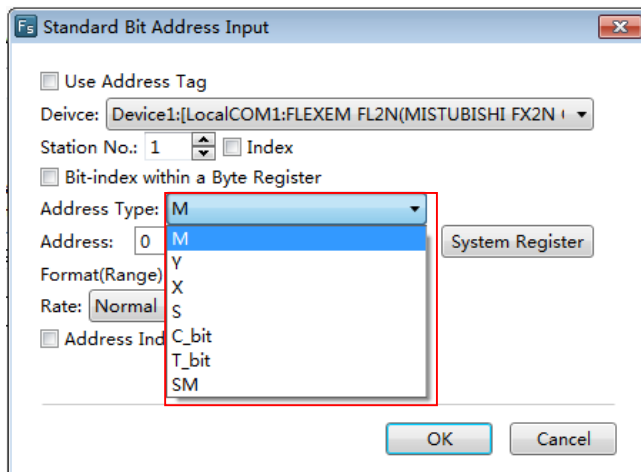 Fs Standard Bit Address Input
Use Address Tag
Deivce: Device1:[LocalCOM1:FLEXEM FL2N(MISTUBISHI FX2N (
Station No.: 1 Index
Bit-index within a Byte Register
Address Type: M
Address: 0 System Register
M
Y
Format(Range)
X
S
Rate: Normal
C_bit
Address Ind
T_bit
SM
OK Cancel